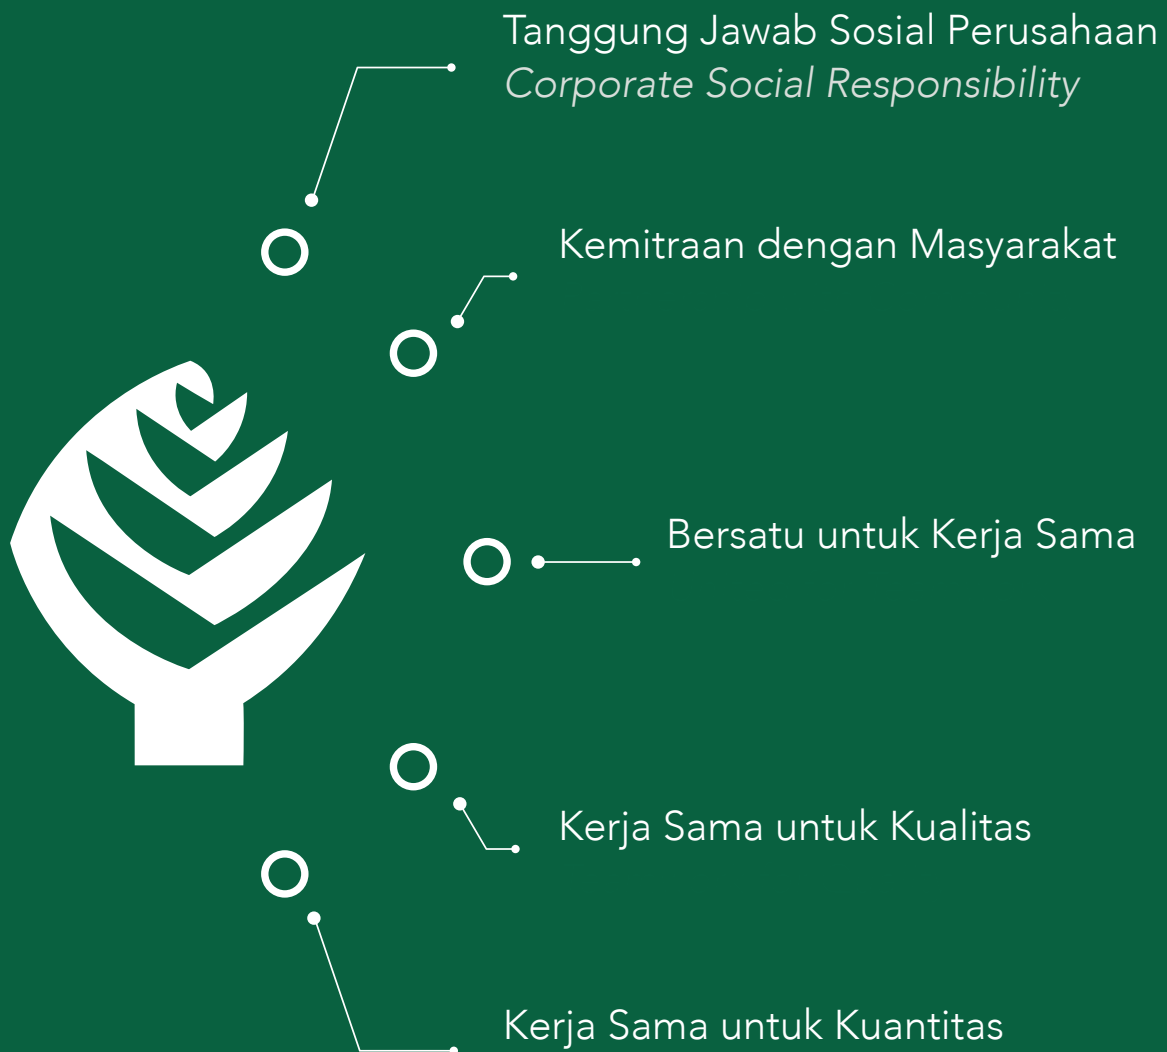 Tanggung Jawab Sosial Perusahaan
Corporate Social Responsibility
Kemitraan dengan Masyarakat
Bersatu untuk Kerja Sama
Kerja Sama untuk Kualitas
Kerja Sama untuk Kuantitas